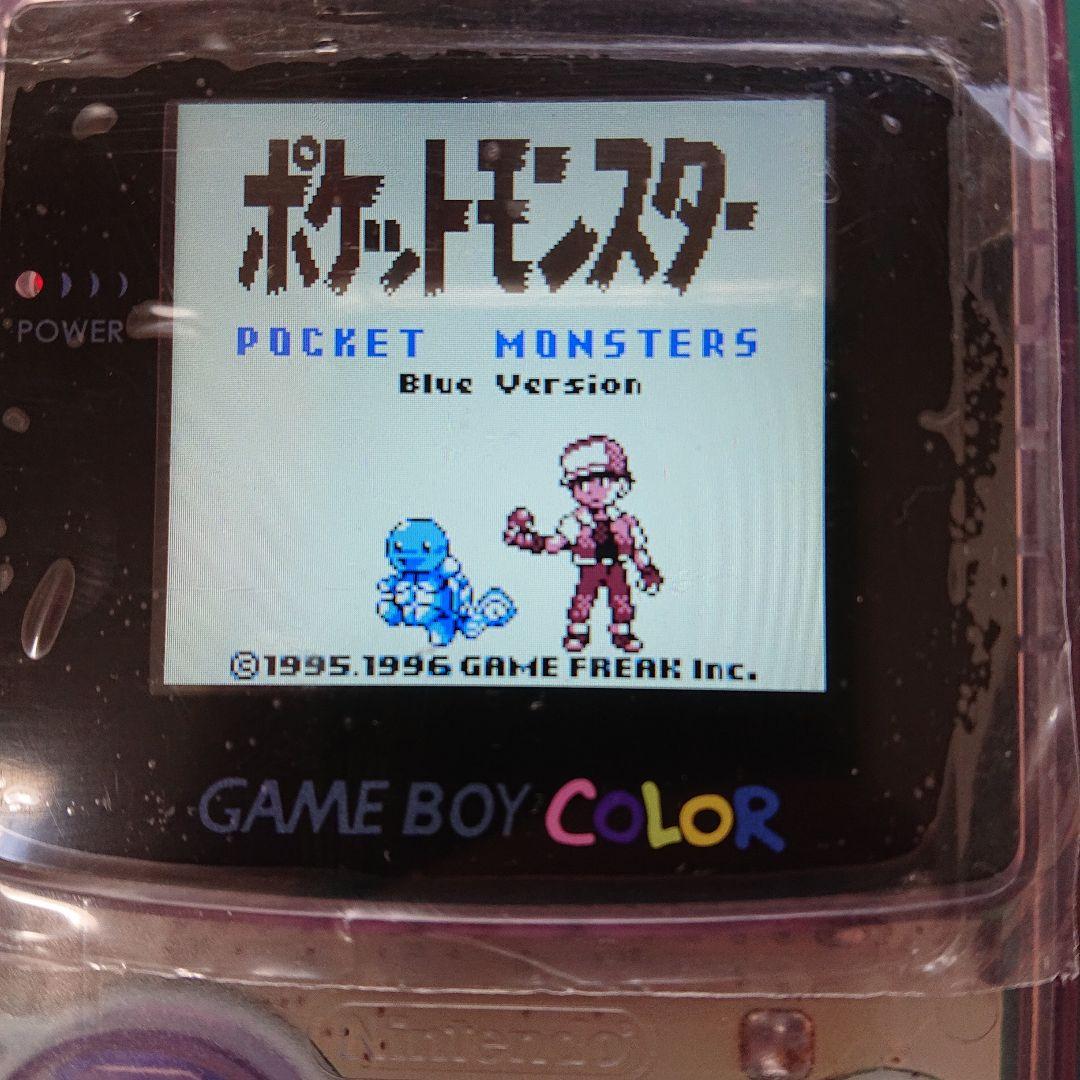 ポケットモンスター
POCKET MONSTERS
Blue Version
POWER
©1995.1996 GAME FREAK Inc.
GAME BOY COLOR
Nintendo